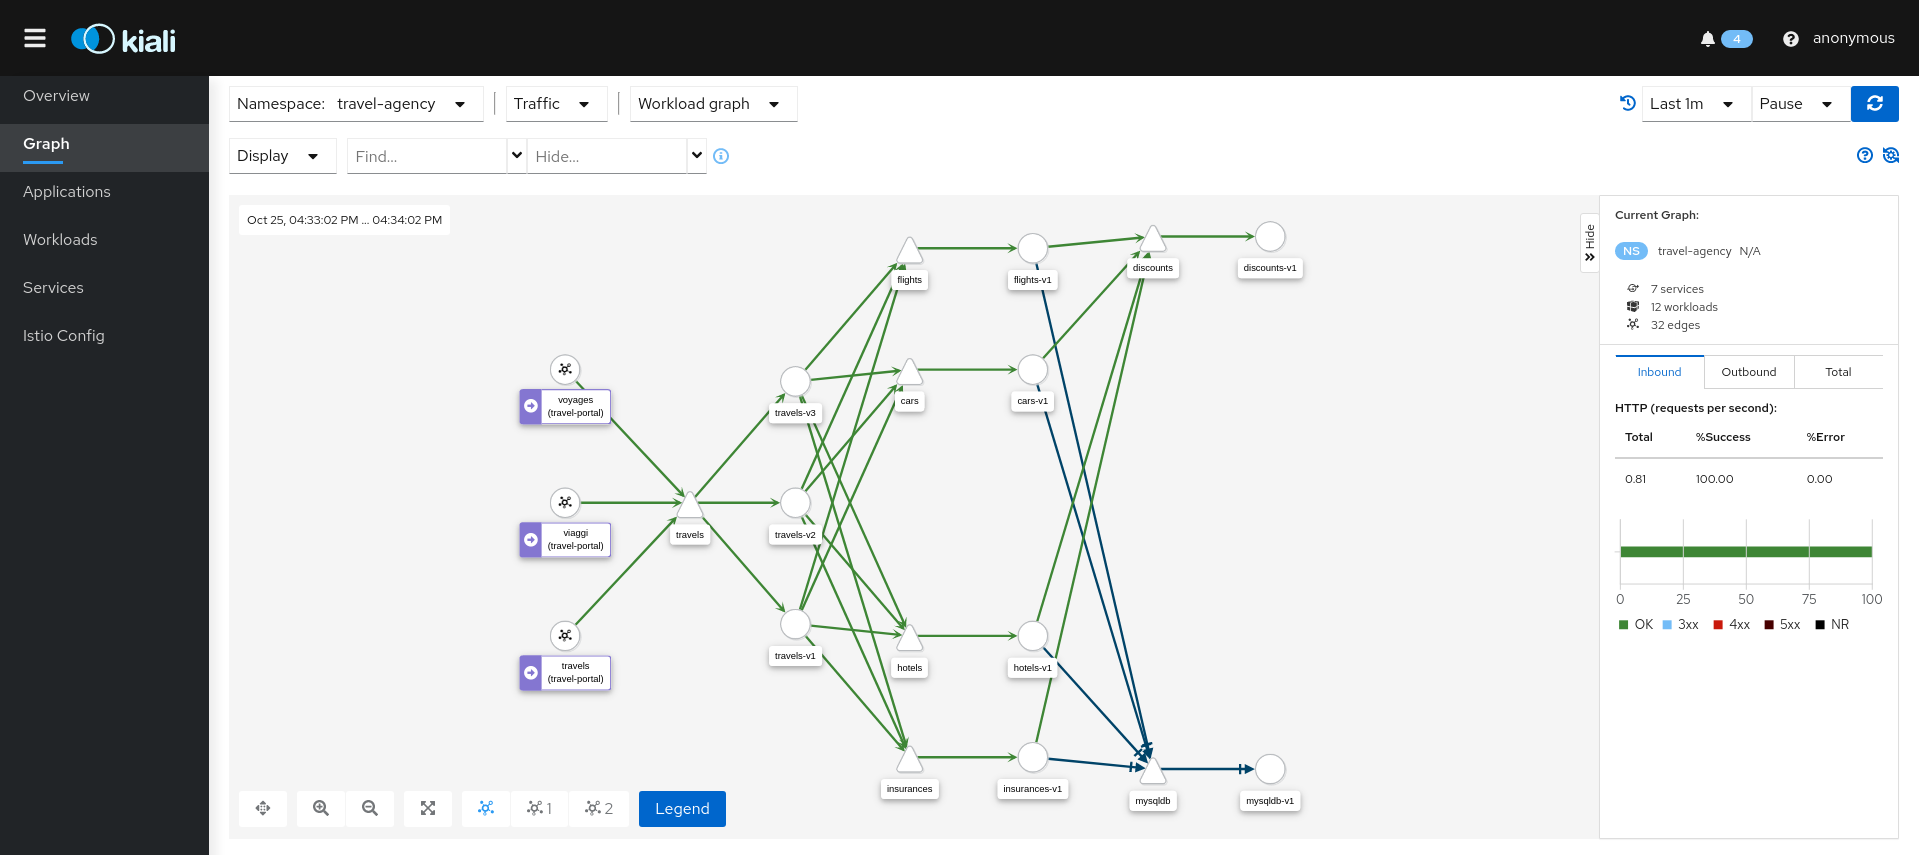 kiali
4
anonymous
Overview
Graph
Applications
Workloads
Services
Istio Config
Namespace: travel-agency
Traffic
Workload graph
Last 1m
Pause
Display
Find...
Hide...
Oct 25, 04:33:02 PM ... 04:34:02 PM
flights
flights-v1
discounts
discounts-v1
voyages
(travel-portal)
travels-v3
cars
cars-v1
viaggi
(travel-portal)
travels
travels-v2
travels
(travel-portal)
travels-v1
hotels
hotels-v1
insurances
insurances-v1
mysqldb
mysqldb-v1
1
2
Legend
Hide
Current Graph:
NS travel-agency N/A
7 services
12 workloads
32 edges
Inbound Outbound Total
HTTP (requests per second):
Total %Success %Error
0.81 100.00 0.00
0 25 50 75 100
OK 3xx 4xx 5xx NR